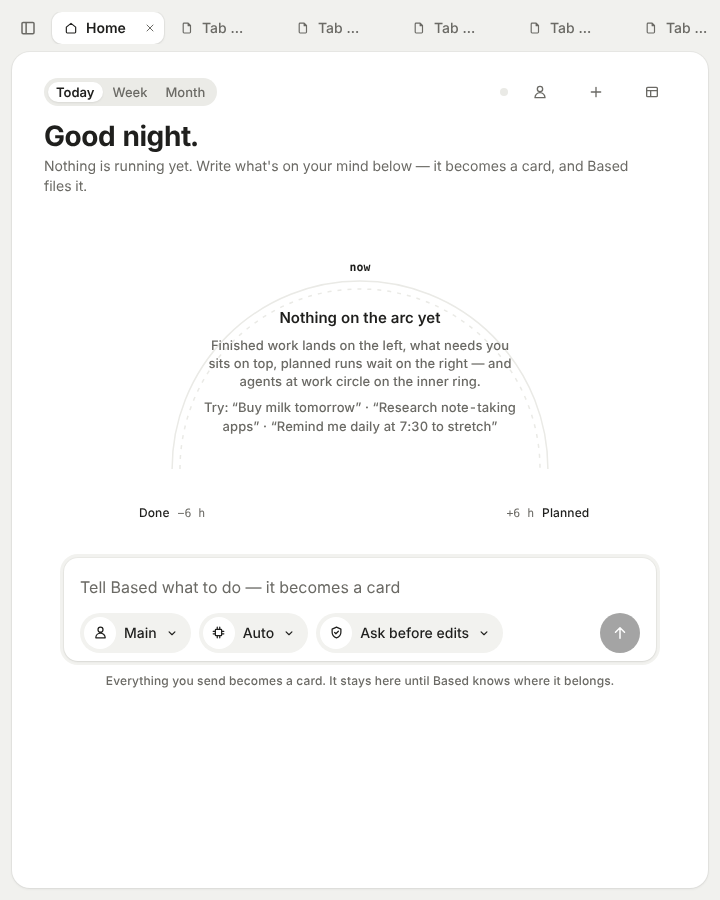 Home
Tab ...
Tab ...
Tab ...
Tab ...
Tab ...
Today Week Month
Good night.
Nothing is running yet. Write what's on your mind below — it becomes a card, and Based
files it.
now
Nothing on the arc yet
Finished work lands on the left, what needs you
sits on top, planned runs wait on the right — and
agents at work circle on the inner ring.
Try: “Buy milk tomorrow” · “Research note-taking
apps” · “Remind me daily at 7:30 to stretch”
Done −6 h
+6 h Planned
Tell Based what to do — it becomes a card
Main
Auto
Ask before edits
Everything you send becomes a card. It stays here until Based knows where it belongs.